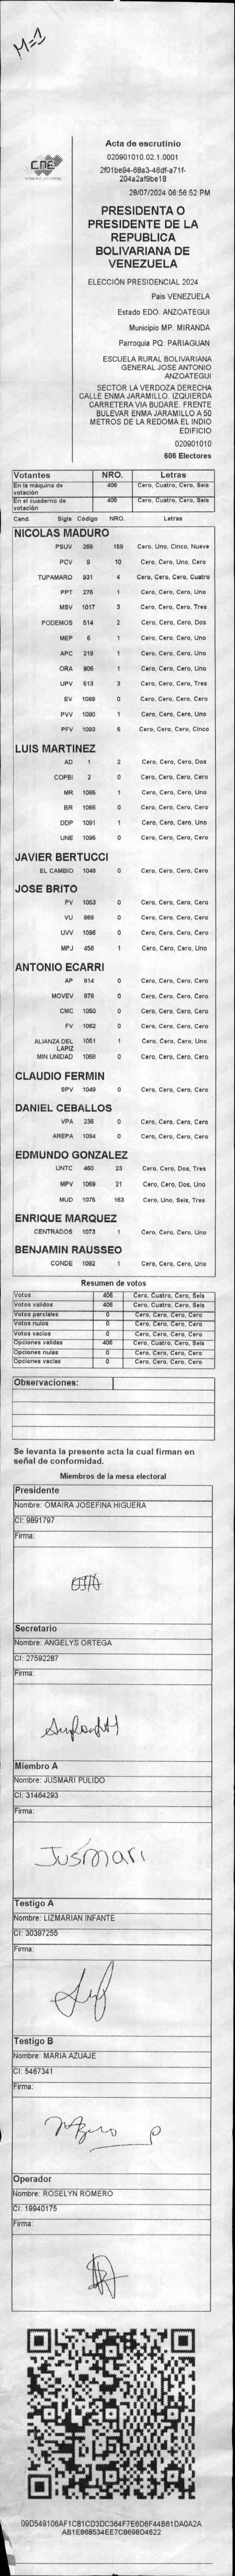 M=1
CNE
Acta de escrutinio
020901010.02.1.0001
2f01be94-68a3-46df-a71f-
204a2af9be18
28/07/2024 06:56:52 PM
PRESIDENTA O
PRESIDENTE DE LA
REPUBLICA
BOLIVARIANA DE
VENEZUELA
ELECCIÓN PRESIDENCIAL 2024
Pais VENEZUELA
Estado EDO. ANZOATEGUI
Municipio MP. MIRANDA
Parroquia PQ. PARIAGUAN
ESCUELA RURAL BOLIVARIANA
GENERAL JOSE ANTONIO
ANZOATEGUI
SECTOR LA VERDOZA DERECHA
CALLE ENMA JARAMILLO. IZQUIERDA
CARRETERA VIA BUDARE. FRENTE
BULEVAR ENMA JARAMILLO A 50
METROS DE LA REDOMA EL INDIO
EDIFICIO
020901010
606 Electores
Votantes NRO. Letras
En la máquina de votación 406 Cero, Cuatro, Cero, Seis
En el cuaderno de votación 406 Cero, Cuatro, Cero, Seis
Cand. Sigla Código NRO. Letras
NICOLAS MADURO
PSUV 269 159 Cero, Uno, Cinco, Nueve
PCV 9 10 Cero, Cero, Uno, Cero
TUPAMARO 931 4 Cero, Cero, Cero, Cuatro
PPT 276 1 Cero, Cero, Cero, Uno
MSV 1017 3 Cero, Cero, Cero, Tres
PODEMOS 514 2 Cero, Cero, Cero, Dos
MEP 6 1 Cero, Cero, Cero, Uno
APC 219 1 Cero, Cero, Cero, Uno
ORA 906 1 Cero, Cero, Cero, Uno
UPV 513 3 Cero, Cero, Cero, Tres
EV 1089 0 Cero, Cero, Cero, Cero
PVV 1090 1 Cero, Cero, Cero, Uno
PFV 1093 5 Cero, Cero, Cero, Cinco
LUIS MARTINEZ
AD 1 2 Cero, Cero, Cero, Dos
COPEI 2 0 Cero, Cero, Cero, Cero
MR 1065 1 Cero, Cero, Cero, Uno
BR 1066 0 Cero, Cero, Cero, Cero
DDP 1091 1 Cero, Cero, Cero, Uno
UNE 1095 0 Cero, Cero, Cero, Cero
JAVIER BERTUCCI
EL CAMBIO 1048 0 Cero, Cero, Cero, Cero
JOSE BRITO
PV 1053 0 Cero, Cero, Cero, Cero
VU 868 0 Cero, Cero, Cero, Cero
UVV 1096 0 Cero, Cero, Cero, Cero
MPJ 458 1 Cero, Cero, Cero, Uno
ANTONIO ECARRI
AP 814 0 Cero, Cero, Cero, Cero
MOVEV 878 0 Cero, Cero, Cero, Cero
CMC 1050 0 Cero, Cero, Cero, Cero
FV 1062 0 Cero, Cero, Cero, Cero
ALIANZA DEL LAPIZ 1051 1 Cero, Cero, Cero, Uno
MIN UNIDAD 1068 0 Cero, Cero, Cero, Cero
CLAUDIO FERMIN
SPV 1049 0 Cero, Cero, Cero, Cero
DANIEL CEBALLOS
VPA 236 0 Cero, Cero, Cero, Cero
AREPA 1094 0 Cero, Cero, Cero, Cero
EDMUNDO GONZALEZ
UNTC 460 23 Cero, Cero, Dos, Tres
MPV 1069 21 Cero, Cero, Dos, Uno
MUD 1075 163 Cero, Uno, Seis, Tres
ENRIQUE MARQUEZ
CENTRADOS 1073 1 Cero, Cero, Cero, Uno
BENJAMIN RAUSSEO
CONDE 1092 1 Cero, Cero, Cero, Uno
Resumen de votos
Votos 406 Cero, Cuatro, Cero, Seis
Votos validos 406 Cero, Cuatro, Cero, Seis
Votos parciales 0 Cero, Cero, Cero, Cero
Votos nulos 0 Cero, Cero, Cero, Cero
Votos vacios 0 Cero, Cero, Cero, Cero
Opciones validas 406 Cero, Cuatro, Cero, Seis
Opciones nulas 0 Cero, Cero, Cero, Cero
Opciones vacias 0 Cero, Cero, Cero, Cero
Observaciones:
Se levanta la presente acta la cual firman en
señal de conformidad.
Miembros de la mesa electoral
Presidente
Nombre: OMAIRA JOSEFINA HIGUERA
CI: 9891797
Firma:
Secretario
Nombre: ANGELYS ORTEGA
CI: 27592287
Firma:
Miembro A
Nombre: JUSMARI PULIDO
CI: 31464293
Firma:
Jusmari
Testigo A
Nombre: LIZMARIAN INFANTE
CI: 30397255
Firma:
Testigo B
Nombre: MARIA AZUAJE
CI: 5467341
Firma:
Operador
Nombre: ROSELYN ROMERO
CI: 19940175
Firma:
09D549106AF1C81CD3DC364F7E6D6F44B61DA0A2A
AB1E868534EE7C8698D4622